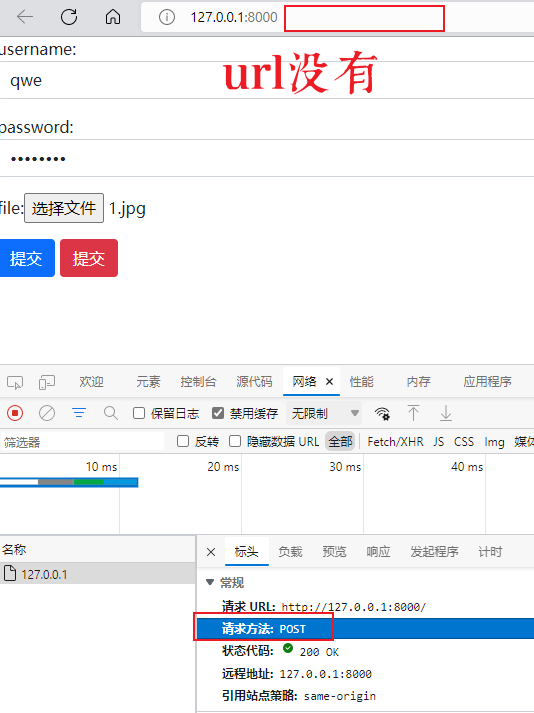 127.0.0.1:8000
username:
url没有
qwe
password:
••••••••
file: 选择文件 1.jpg
提交 提交
欢迎 元素 控制台 源代码 网络 × 性能 内存 应用程序
保留日志 禁用缓存 无限制
筛选器 反转 隐藏数据 URL 全部 Fetch/XHR JS CSS Img 媒体
10 ms 20 ms 30 ms 40 ms
名称 × 标头 负载 预览 响应 发起程序 计时
127.0.0.1
常规
请求 URL: http://127.0.0.1:8000/
请求方法: POST
状态代码: 200 OK
远程地址: 127.0.0.1:8000
引用站点策略: same-origin